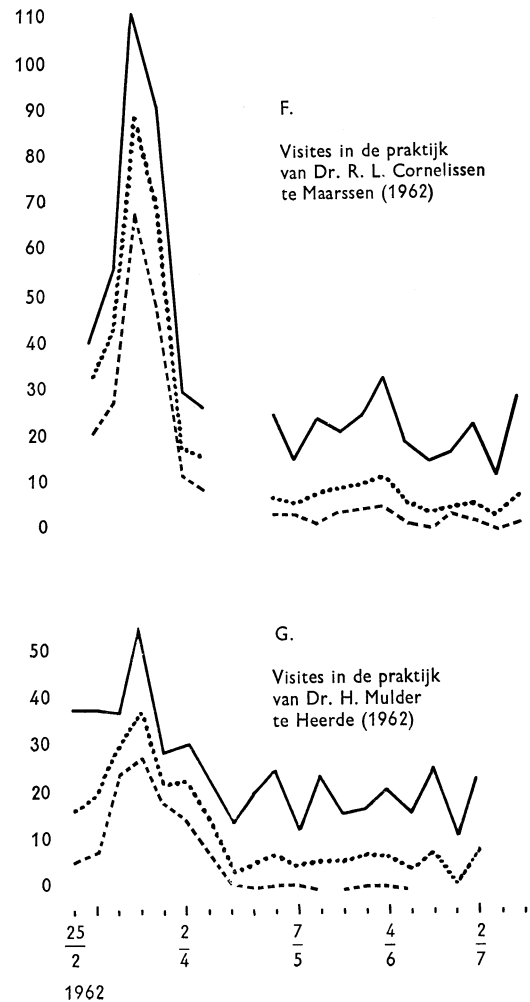 110
100
90
80
70
60
50
40
30
20
10
0
F.
Visites in de praktijk
van Dr. R. L. Cornelissen
te Maarssen (1962)
50
40
30
20
10
0
G.
Visites in de praktijk
van Dr. H. Mulder
te Heerde (1962)
25/2 2/4 7/5 4/6 2/7
1962